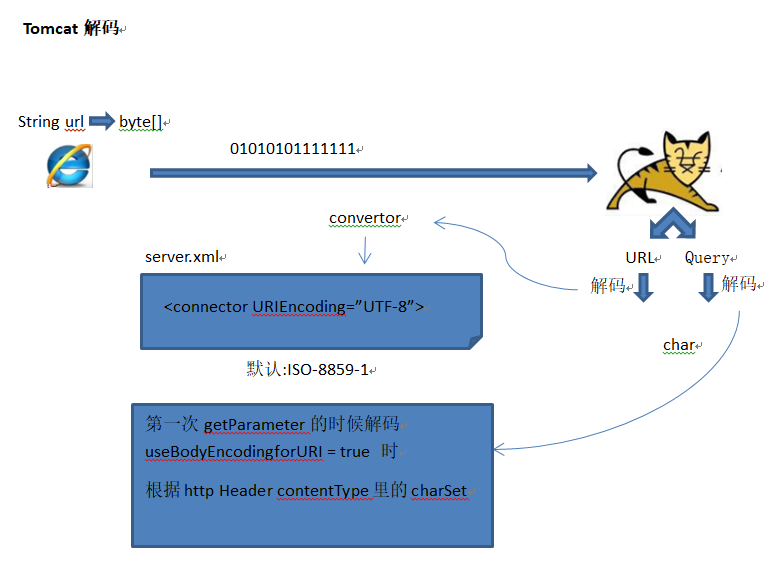 Tomcat 解码
String url byte[]
01010101111111
convertor
server.xml
URL Query
解码 解码
<connector URIEncoding=”UTF-8”>
char
默认:ISO-8859-1
第一次 getParameter 的时候解码
useBodyEncodingforURI = true 时
根据 http Header contentType 里的 charSet